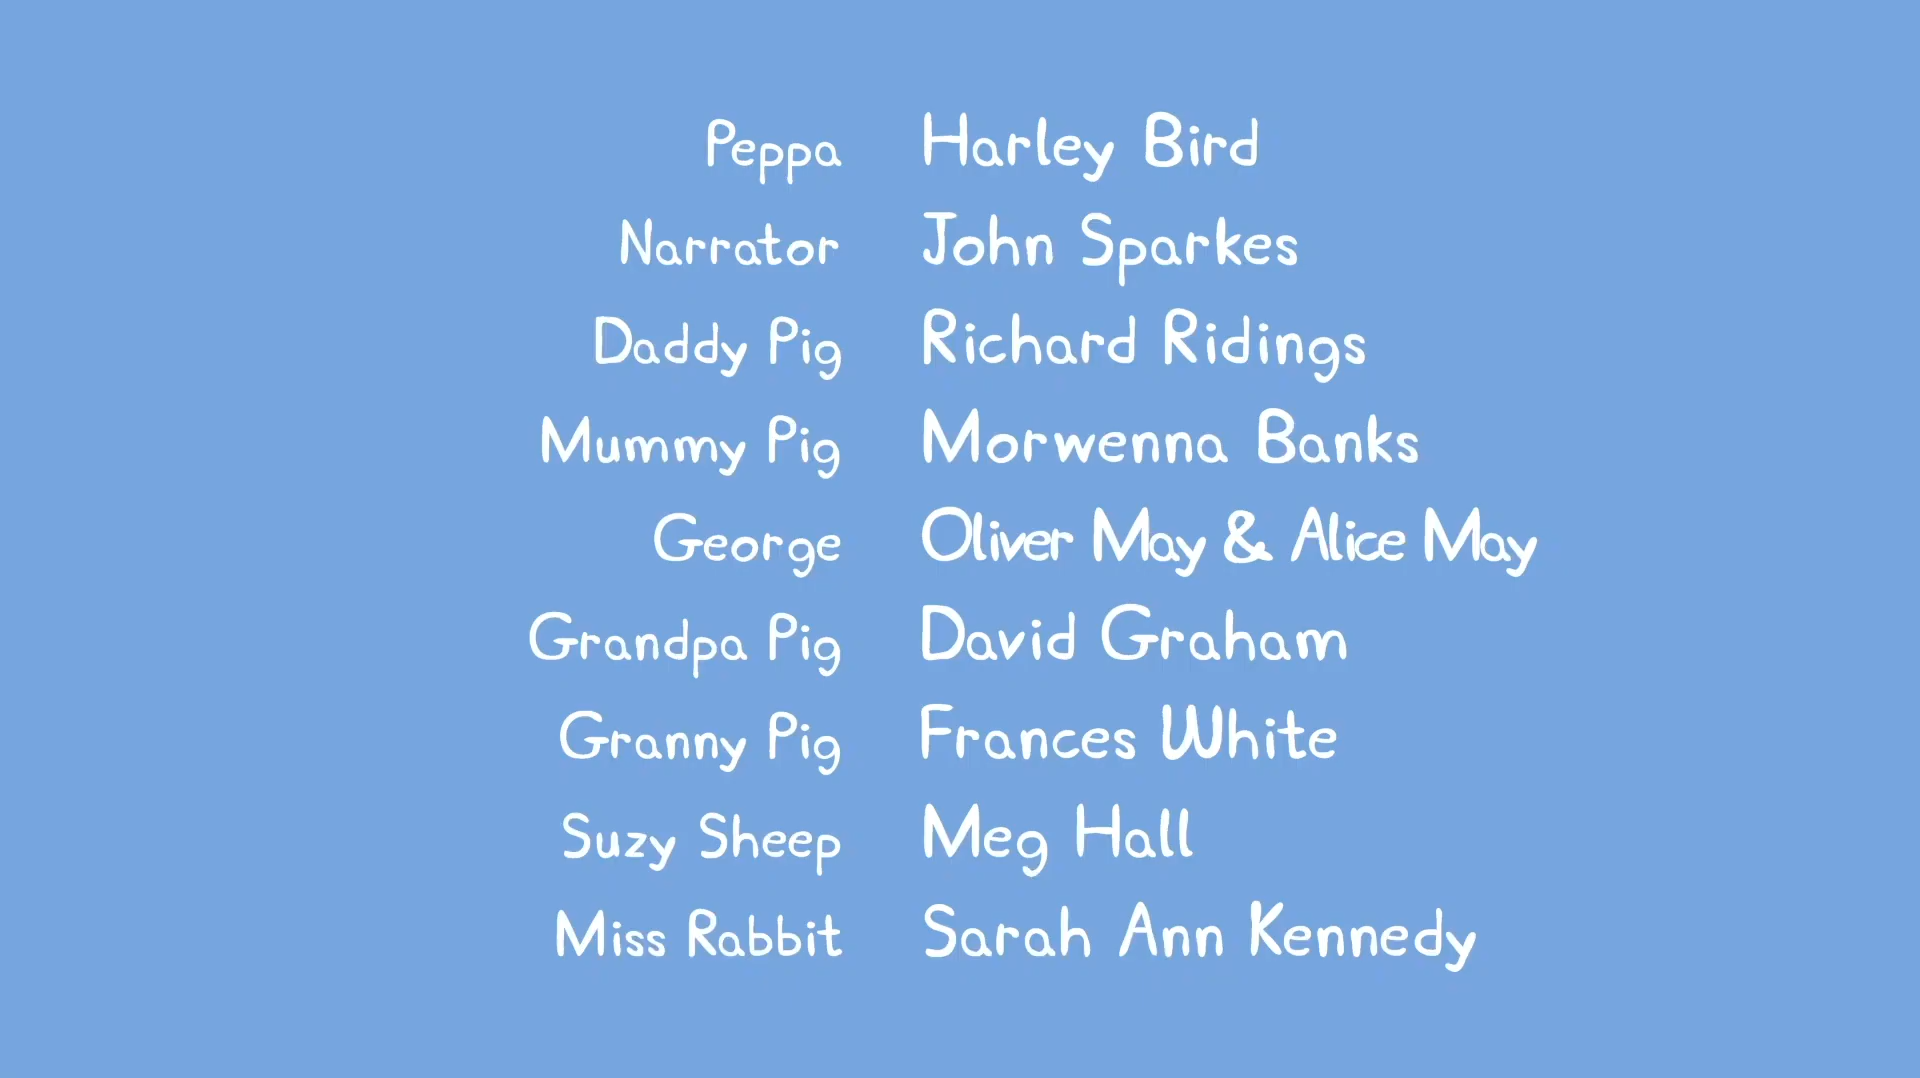 Peppa Harley Bird
Narrator John Sparkes
Daddy Pig Richard Ridings
Mummy Pig Morwenna Banks
George Oliver May & Alice May
Grandpa Pig David Graham
Granny Pig Frances White
Suzy Sheep Meg Hall
Miss Rabbit Sarah Ann Kennedy